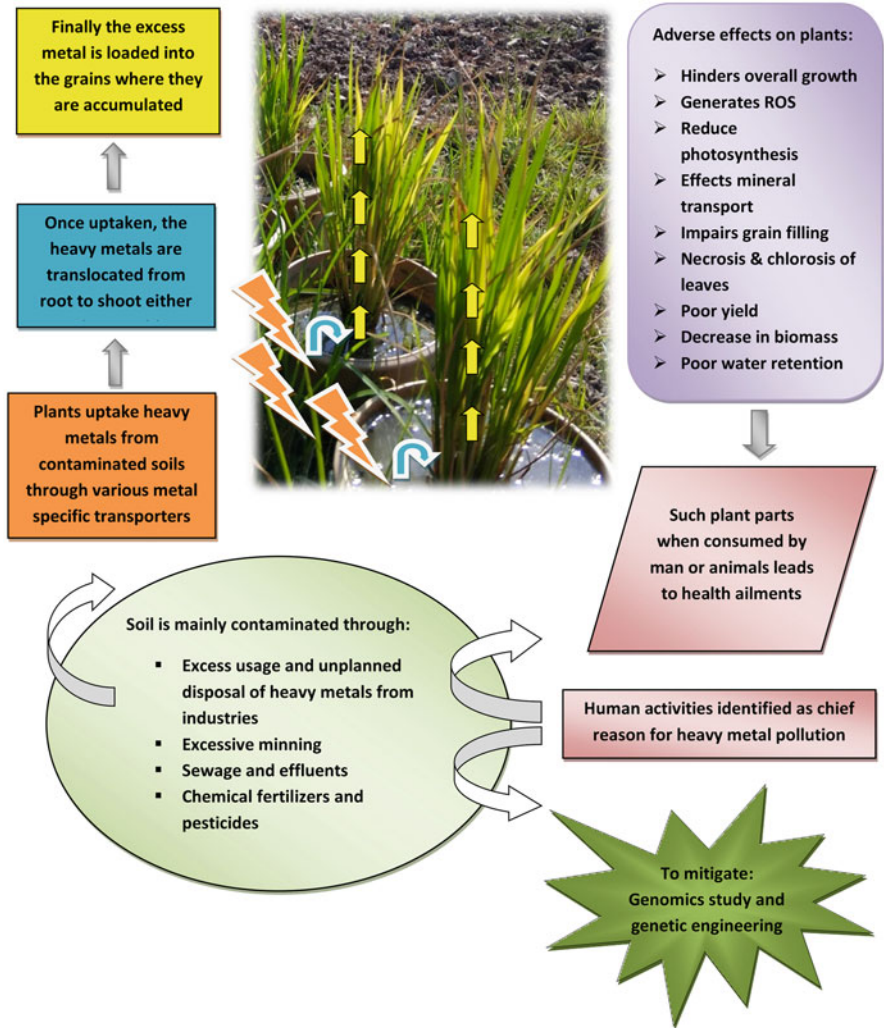 Finally the excess
metal is loaded into
the grains where they
are accumulated
Once uptaken, the
heavy metals are
translocated from
root to shoot either
Plants uptake heavy
metals from
contaminated soils
through various metal
specific transporters
Adverse effects on plants:
➢ Hinders overall growth
➢ Generates ROS
➢ Reduce
photosynthesis
➢ Effects mineral
transport
➢ Impairs grain filling
➢ Necrosis & chlorosis of
leaves
➢ Poor yield
➢ Decrease in biomass
➢ Poor water retention
Such plant parts
when consumed by
man or animals leads
to health ailments
Soil is mainly contaminated through:
▪ Excess usage and unplanned
disposal of heavy metals from
industries
▪ Excessive minning
▪ Sewage and effluents
▪ Chemical fertilizers and
pesticides
Human activities identified as chief
reason for heavy metal pollution
To mitigate:
Genomics study and
genetic engineering